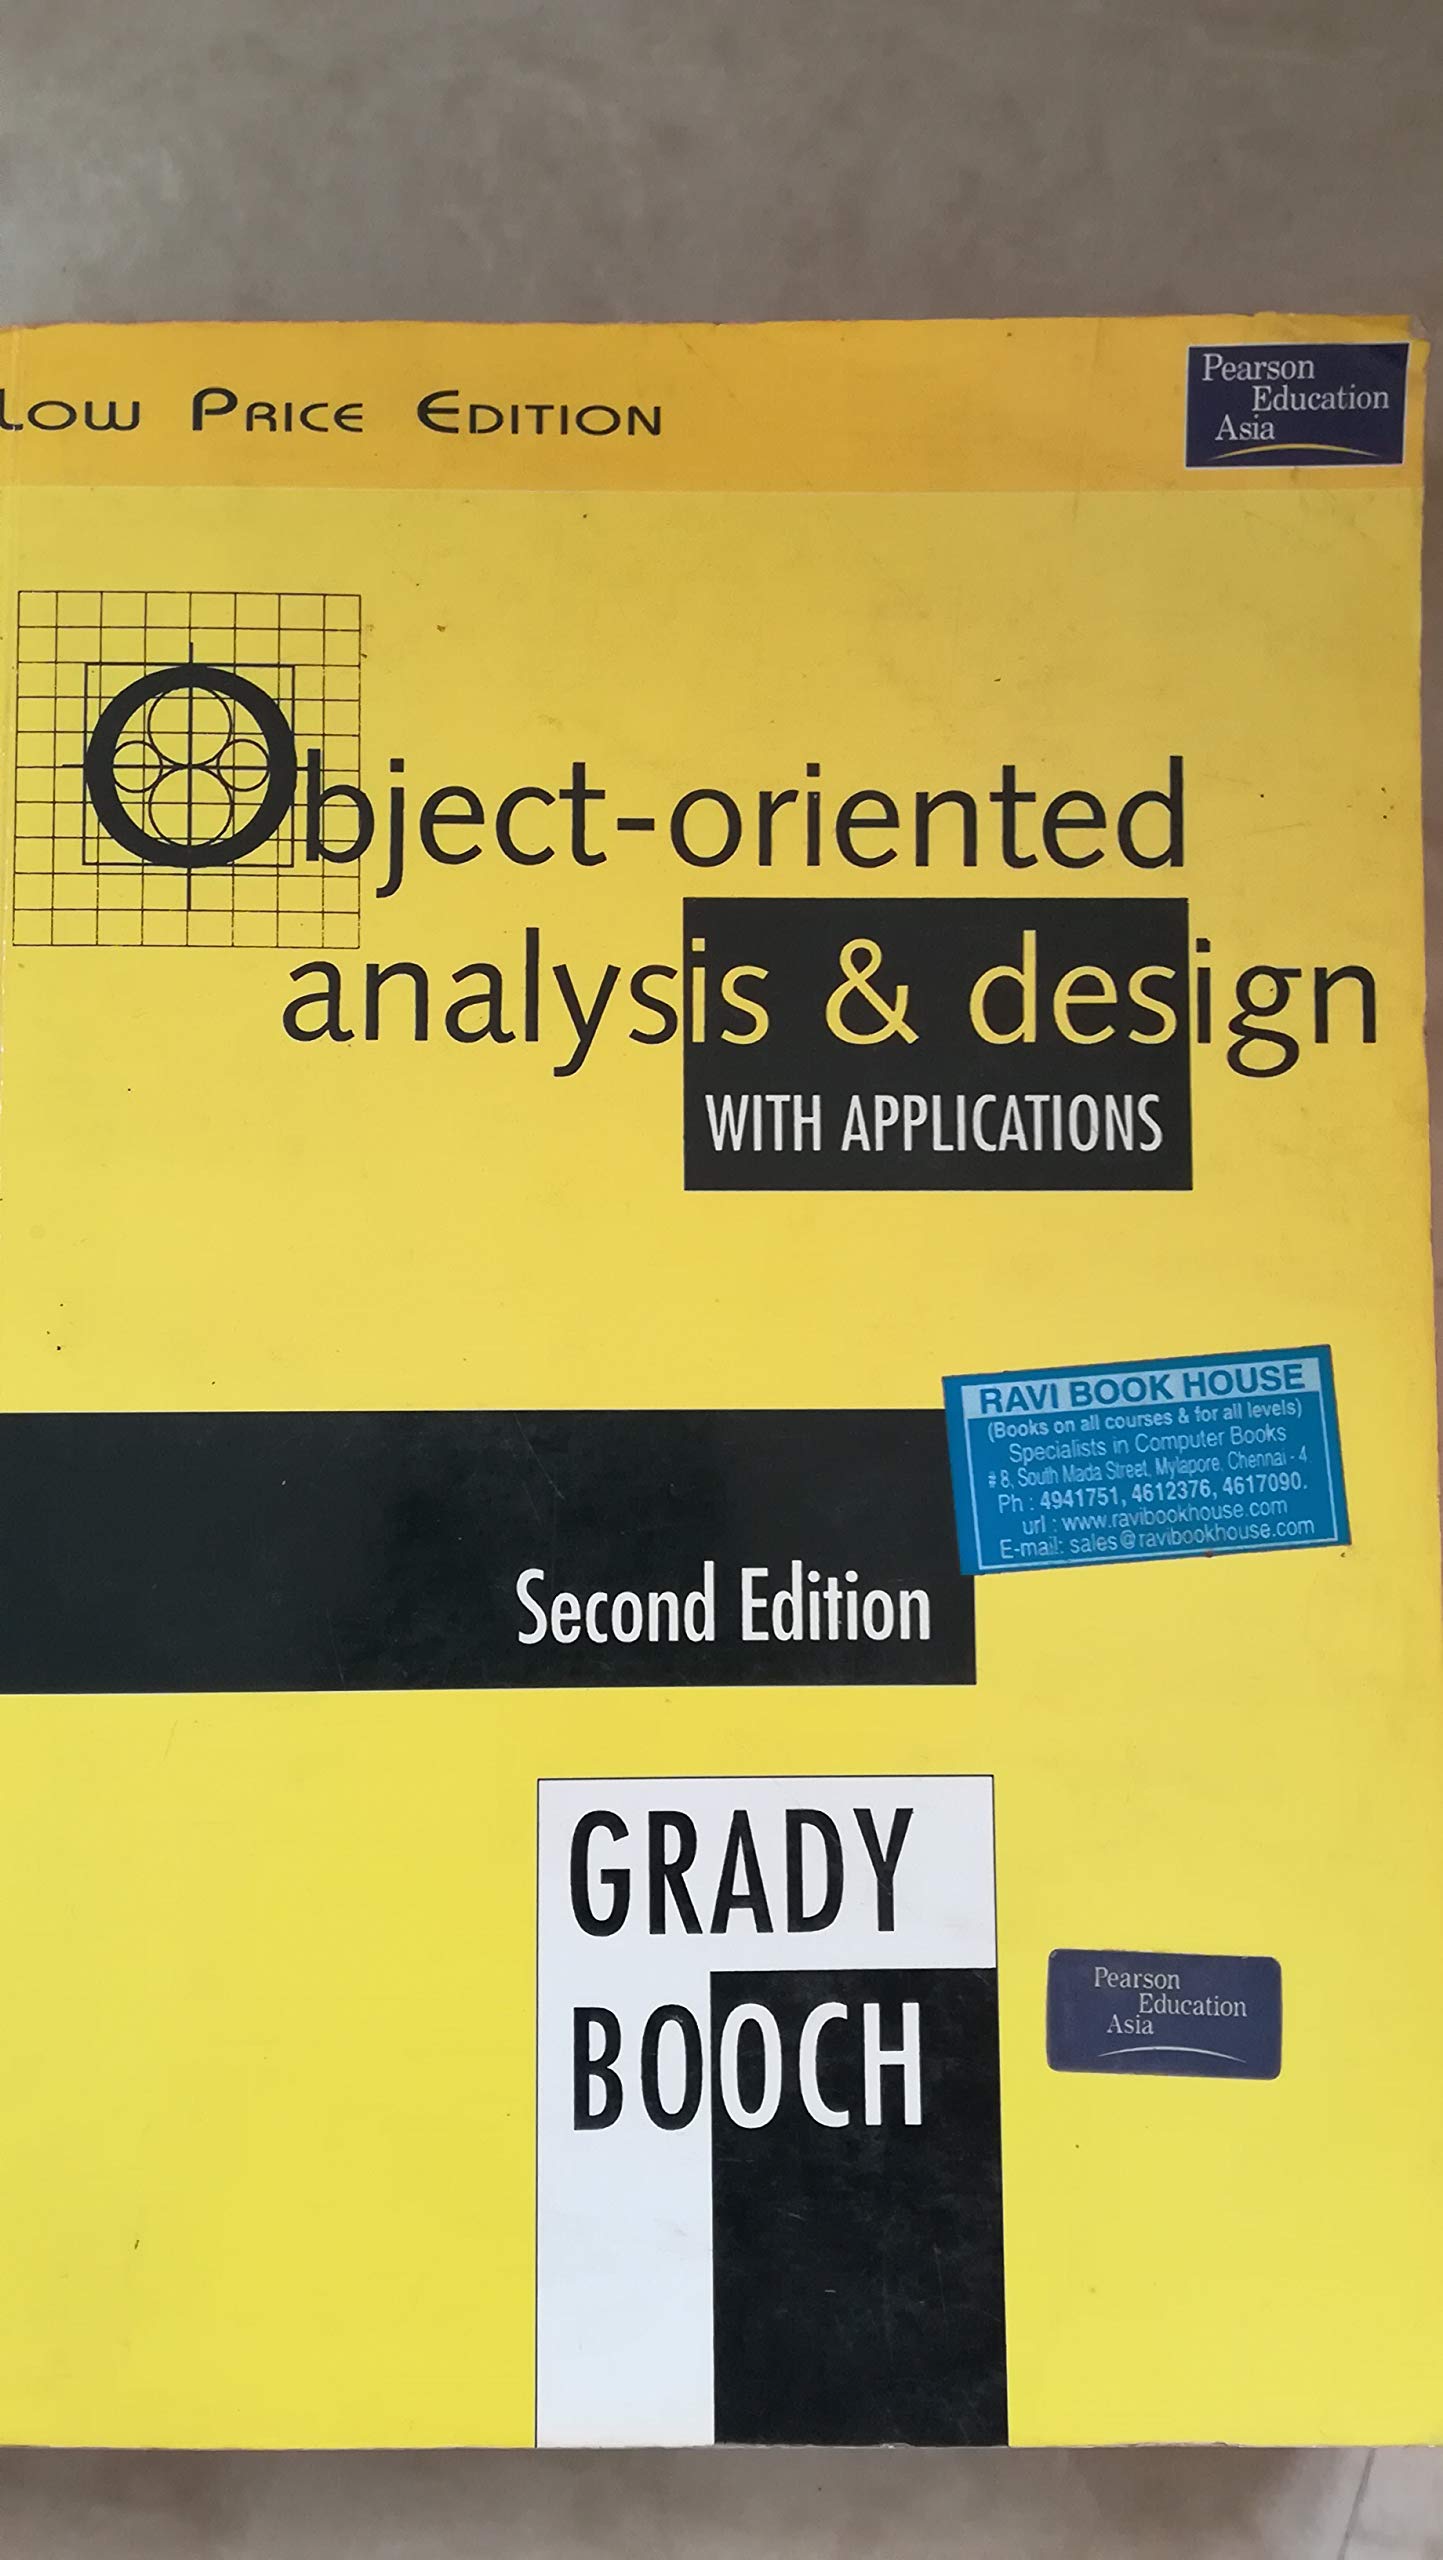 LOW PRICE EDITION
Pearson
Education
Asia
Object-oriented
analysis & design
WITH APPLICATIONS
RAVI BOOK HOUSE
(Books on all courses & for all levels)
Specialists in Computer Books
# 8, South Mada Street, Mylapore, Chennai - 4
Ph : 4941751, 4612376, 4617090.
url : www.ravibookhouse.com
E-mail: sales@ravibookhouse.com
Second Edition
GRADY
BOOCH
Pearson
Education
Asia